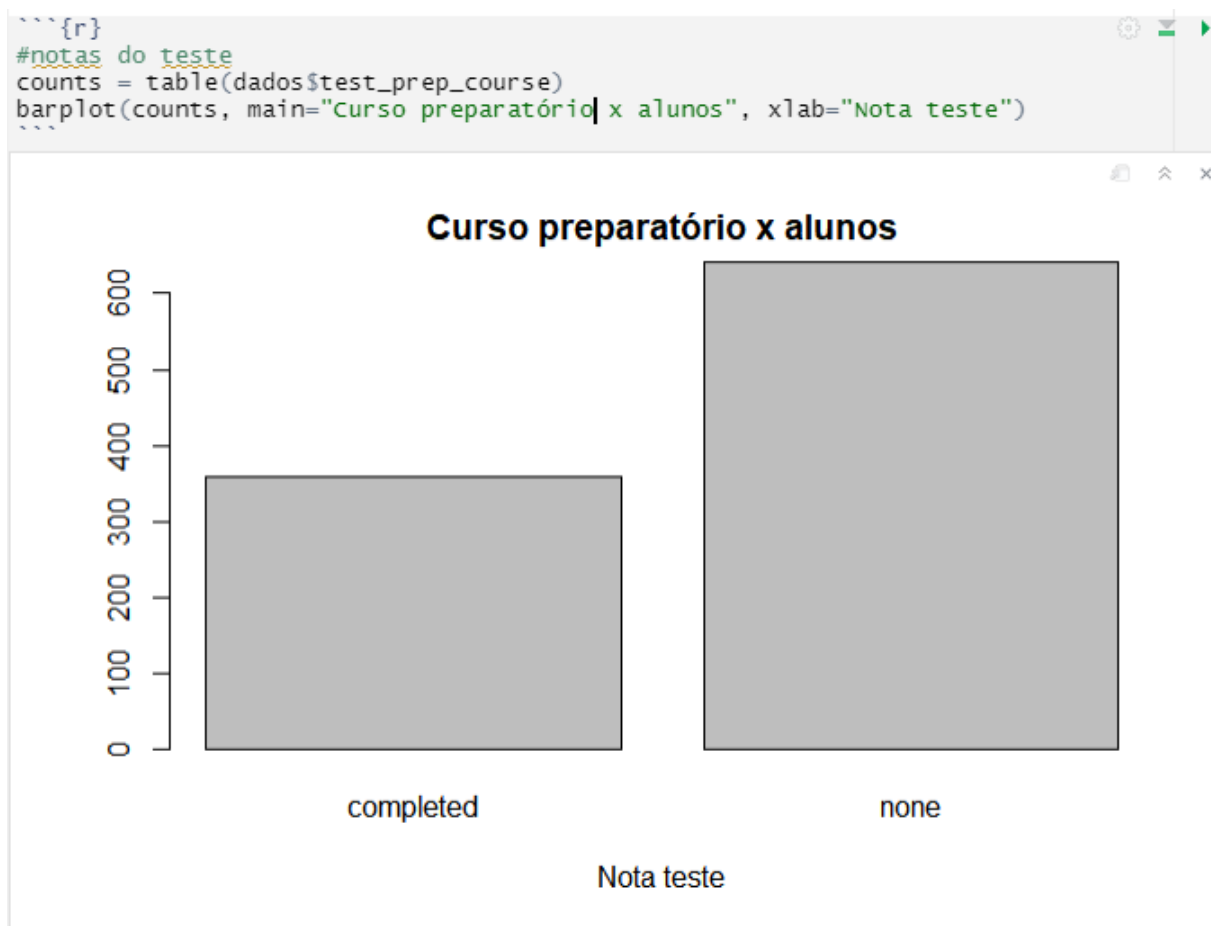 ```{r}
#notas do teste
counts = table(dados$test_prep_course)
barplot(counts, main="Curso preparatório x alunos", xlab="Nota teste")
```
Curso preparatório x alunos
600
500
400
300
200
100
0
completed none
Nota teste